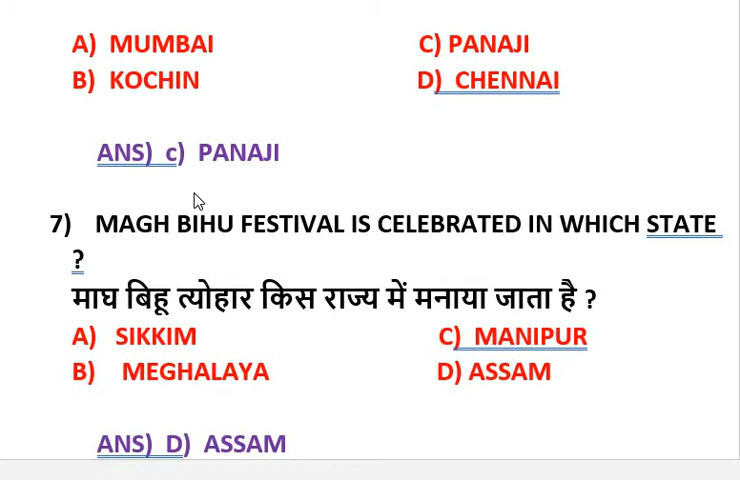 A) MUMBAI C) PANAJI
B) KOCHIN D) CHENNAI
ANS) c) PANAJI
7) MAGH BIHU FESTIVAL IS CELEBRATED IN WHICH STATE
?
माघ बिहू त्योहार किस राज्य में मनाया जाता है ?
A) SIKKIM C) MANIPUR
B) MEGHALAYA D) ASSAM
ANS) D) ASSAM